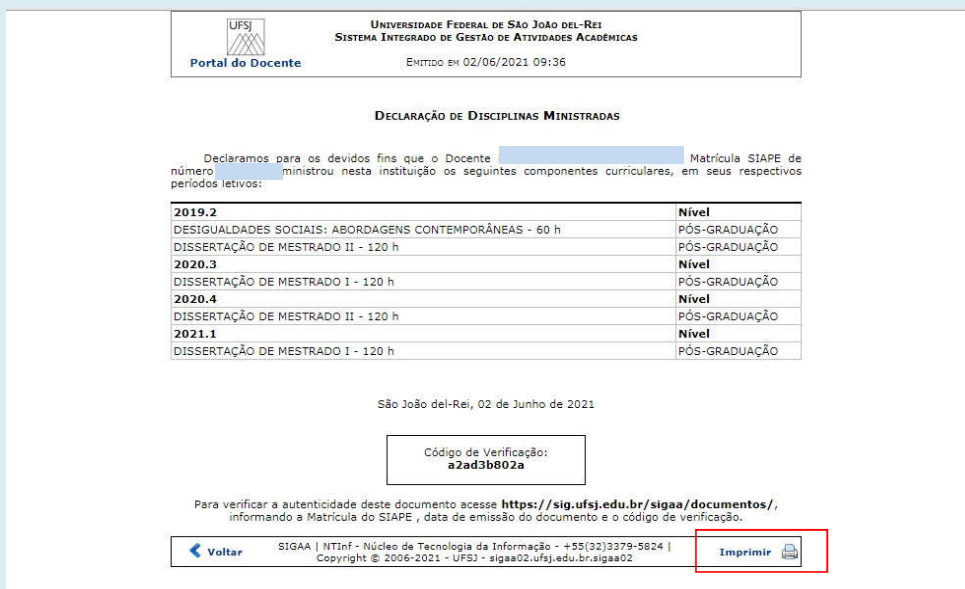 UFSJ
Universidade Federal de São João del-Rei
Sistema Integrado de Gestão de Atividades Acadêmicas
Portal do Docente
Emitido em 02/06/2021 09:36
Declaração de Disciplinas Ministradas
Declaramos para os devidos fins que o Docente Matrícula SIAPE de
número ministrou nesta instituição os seguintes componentes curriculares, em seus respectivos
períodos letivos:
2019.2 Nível
DESIGUALDADES SOCIAIS: ABORDAGENS CONTEMPORÂNEAS - 60 h PÓS-GRADUAÇÃO
DISSERTAÇÃO DE MESTRADO II - 120 h PÓS-GRADUAÇÃO
2020.3 Nível
DISSERTAÇÃO DE MESTRADO I - 120 h PÓS-GRADUAÇÃO
2020.4 Nível
DISSERTAÇÃO DE MESTRADO II - 120 h PÓS-GRADUAÇÃO
2021.1 Nível
DISSERTAÇÃO DE MESTRADO I - 120 h PÓS-GRADUAÇÃO
São João del-Rei, 02 de Junho de 2021
Código de Verificação:
a2ad3b802a
Para verificar a autenticidade deste documento acesse https://sig.ufsj.edu.br/sigaa/documentos/,
informando a Matrícula do SIAPE , data de emissão do documento e o código de verificação.
Voltar
SIGAA | NTInf - Núcleo de Tecnologia da Informação - +55(32)3379-5824 |
Copyright © 2006-2021 - UFSJ - sigaa02.ufsj.edu.br.sigaa02
Imprimir